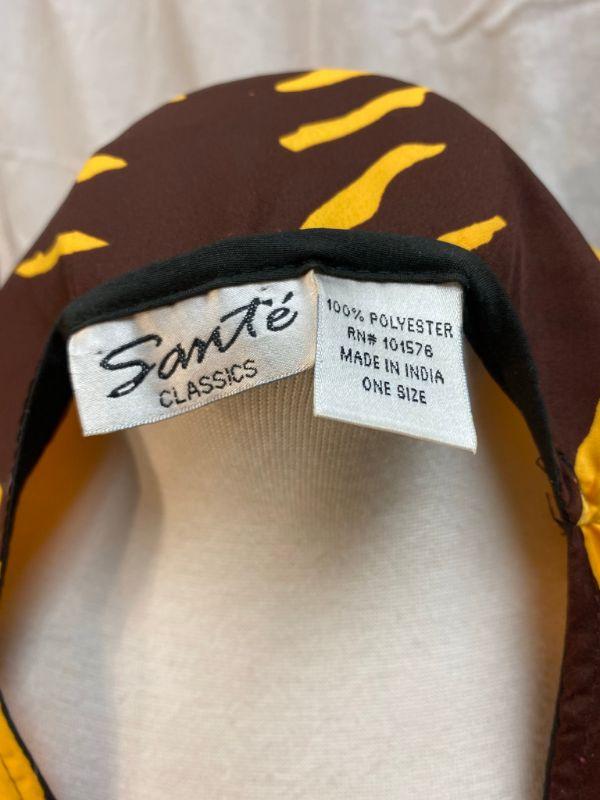 Santé
CLASSICS
100% POLYESTER
RN# 101576
MADE IN INDIA
ONE SIZE